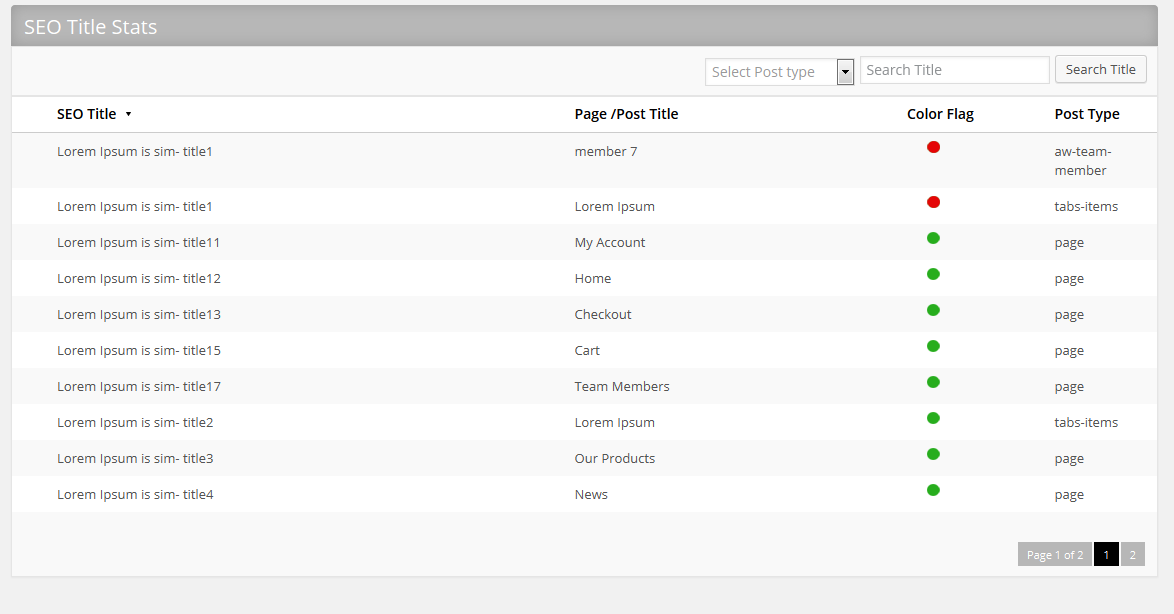 SEO Title Stats
Select Post type Search Title Search Title
SEO Title Page /Post Title Color Flag Post Type
Lorem Ipsum is sim- title1 member 7 aw-team-
member
Lorem Ipsum is sim- title1 Lorem Ipsum tabs-items
Lorem Ipsum is sim- title11 My Account page
Lorem Ipsum is sim- title12 Home page
Lorem Ipsum is sim- title13 Checkout page
Lorem Ipsum is sim- title15 Cart page
Lorem Ipsum is sim- title17 Team Members page
Lorem Ipsum is sim- title2 Lorem Ipsum tabs-items
Lorem Ipsum is sim- title3 Our Products page
Lorem Ipsum is sim- title4 News page
Page 1 of 2 1 2